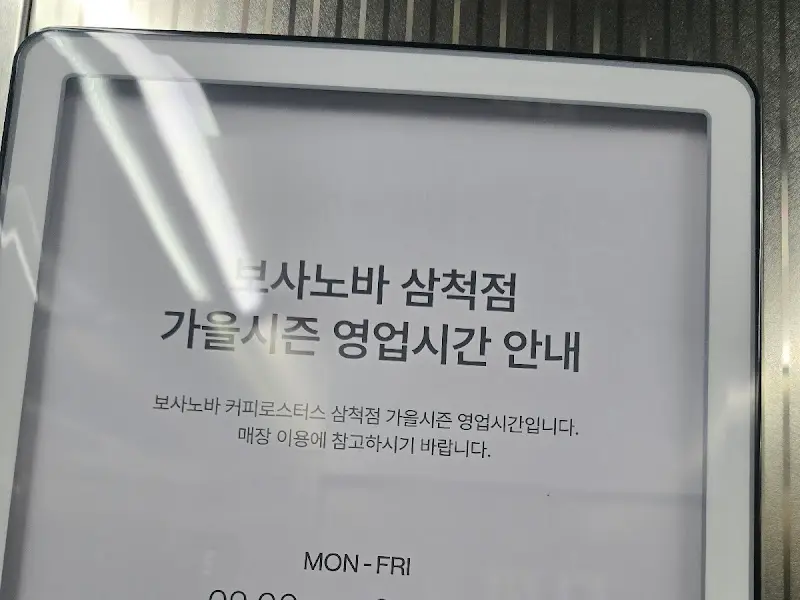 보사노바 삼척점
가을시즌 영업시간 안내
보사노바 커피로스터스 삼척점 가을시즌 영업시간입니다.
매장 이용에 참고하시기 바랍니다.
MON-FRI